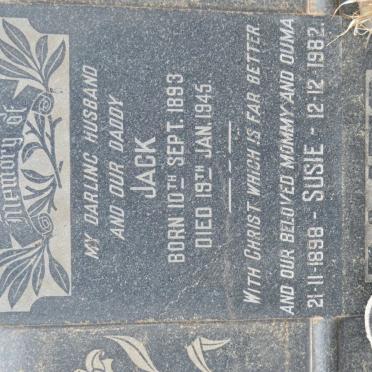 Memory of
MY DARLING HUSBAND
AND OUR DADDY
JACK
BORN 10TH SEPT. 1893
DIED 19TH JAN. 1945.
WITH CHRIST WHICH IS FAR BETTER
AND OUR BELOVED MOMMY AND OUMA
21·11·1898 - SUSIE - 12·12·1982